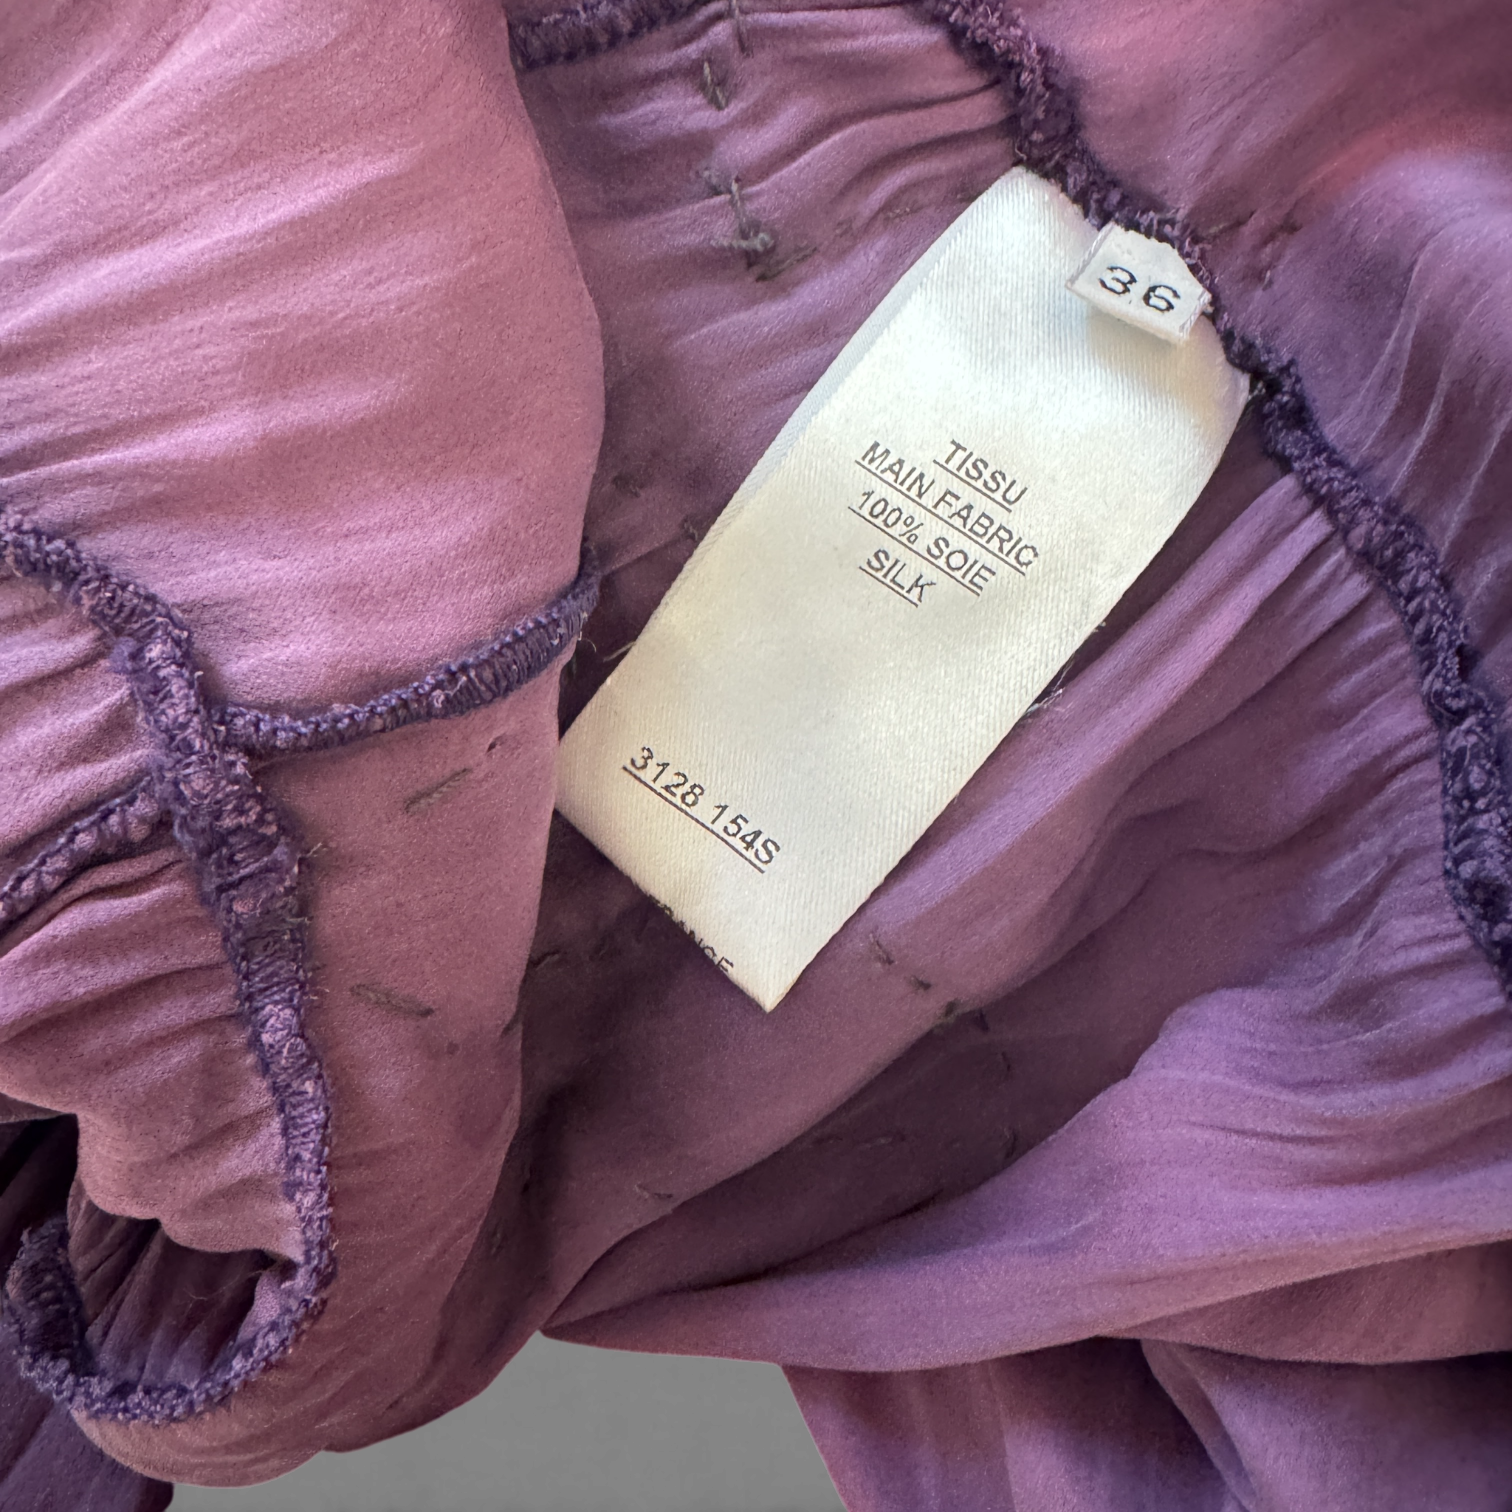 36
TISSU
MAIN FABRIC
100% SOIE
SILK
3128 154S